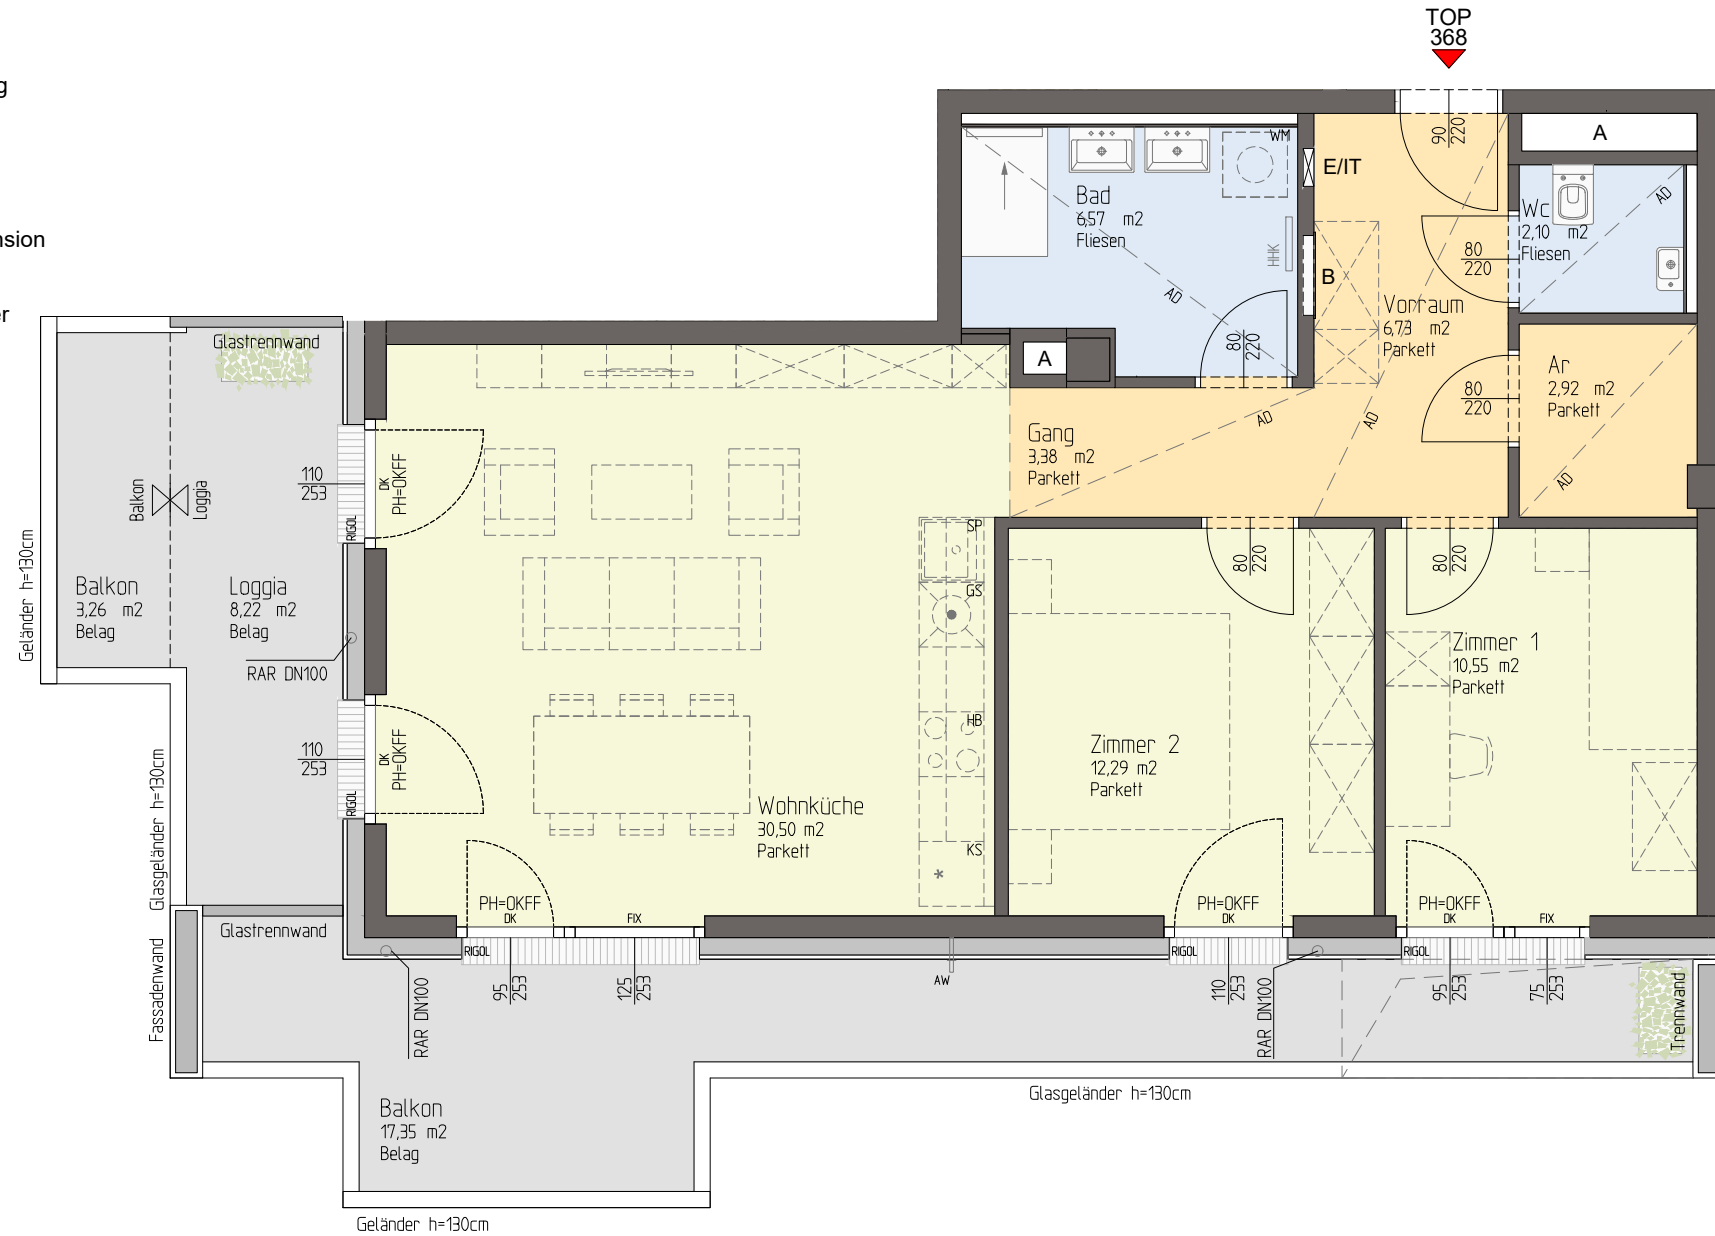 TOP
368
g
nsion
er
A
90
220
E/IT
WM
Bad
6,57 m2
Fliesen
HHK
AD
B
Wc
2,10 m2
Fliesen
AD
80
220
Vorraum
6,73 m2
Parkett
80
220
A
Ar
2,92 m2
Parkett
AD
80
220
Gang
3,38 m2
Parkett
AD
AD
Glastrennwand
110
253
DK
PH=OKFF
RIGOL
Balkon
Loggia
Geländer h=130cm
Balkon
3,26 m2
Belag
Loggia
8,22 m2
Belag
RAR DN100
SP
GS
HB
KS
*
80
220
80
220
Zimmer 1
10,55 m2
Parkett
Zimmer 2
12,29 m2
Parkett
110
253
DK
PH=OKFF
RIGOL
Wohnküche
30,50 m2
Parkett
Glasgeländer h=130cm
PH=OKFF
DK
FIX
PH=OKFF
DK
PH=OKFF
DK
FIX
Glastrennwand
Fassadenwand
RIGOL
RIGOL
RIGOL
AW
95
253
125
253
110
253
95
253
75
253
RAR DN100
RAR DN100
Trennwand
Glasgeländer h=130cm
Balkon
17,35 m2
Belag
Geländer h=130cm